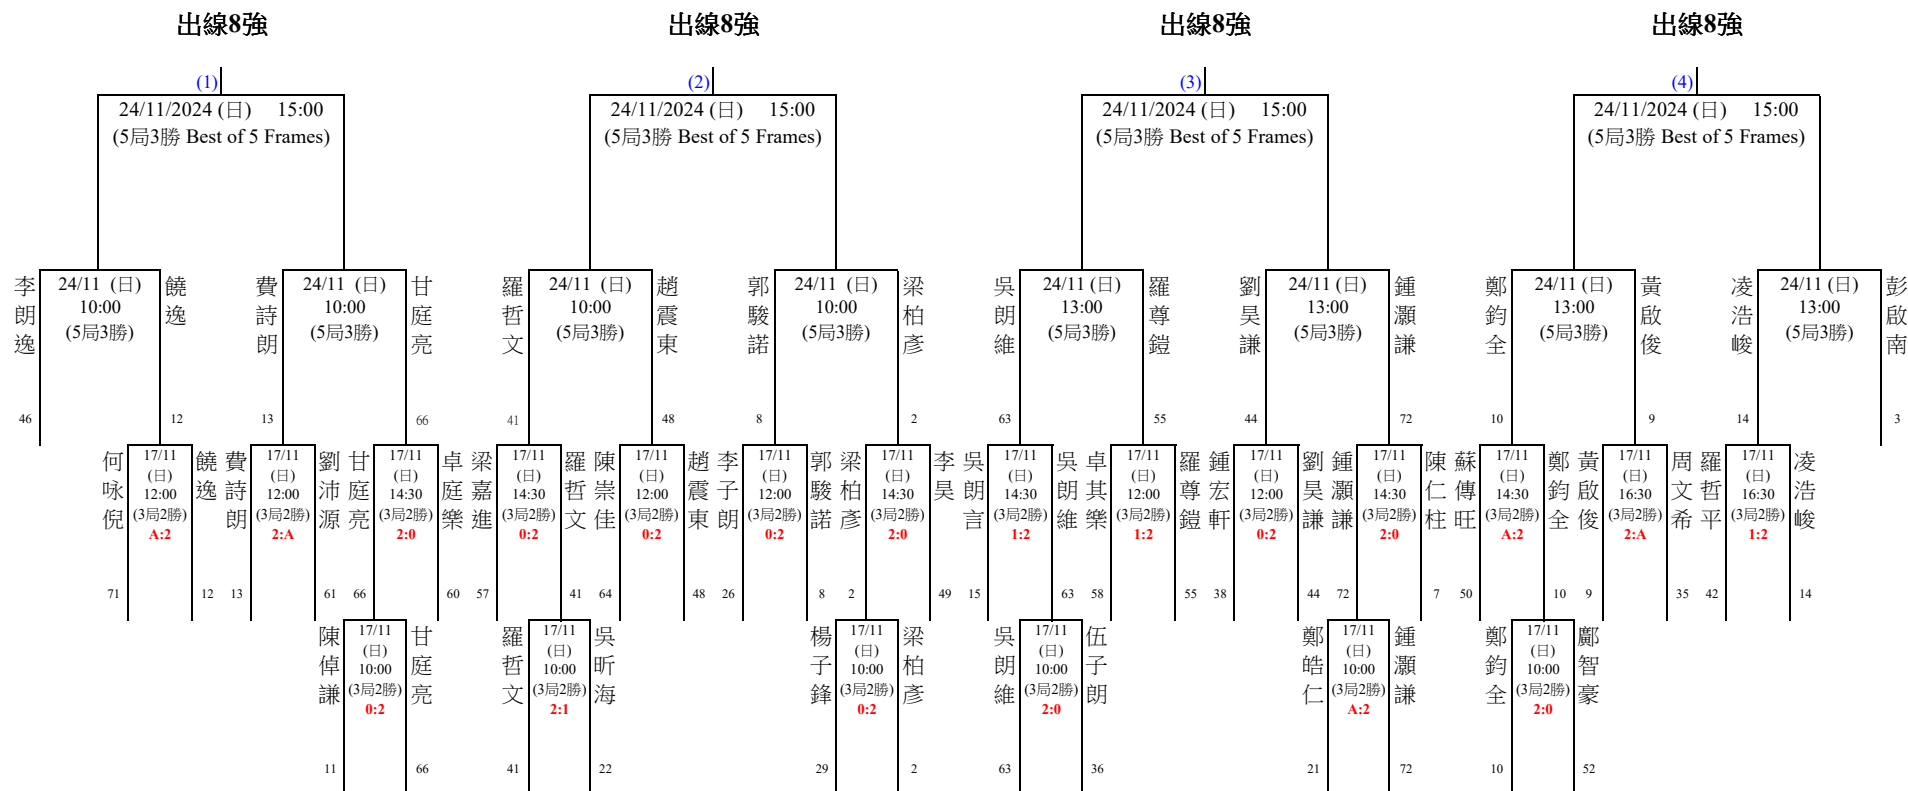 出線8強 出線8強 出線8強 出線8強
(1) (2) (3) (4)
24/11/2024 (日) 15:00 24/11/2024 (日) 15:00 24/11/2024 (日) 15:00 24/11/2024 (日) 15:00
(5局3勝 Best of 5 Frames) (5局3勝 Best of 5 Frames) (5局3勝 Best of 5 Frames) (5局3勝 Best of 5 Frames)
李朗逸
24/11 (日)
10:00
(5局3勝)
饒逸
費詩朗
24/11 (日)
10:00
(5局3勝)
甘庭亮
羅哲文
24/11 (日)
10:00
(5局3勝)
趙震東
郭駿諾
24/11 (日)
10:00
(5局3勝)
梁柏彥
吳朗維
24/11 (日)
13:00
(5局3勝)
羅尊鎧
劉昊謙
24/11 (日)
13:00
(5局3勝)
鍾灝謙
鄭鈞全
24/11 (日)
13:00
(5局3勝)
黃啟俊
凌浩峻
24/11 (日)
13:00
(5局3勝)
彭啟南
46 12 13 66 41 48 8 2 63 55 44 72 10 9 14 3
何咏倪
17/11
(日)
12:00
(3局2勝)
A:2
饒逸
費詩朗
17/11
(日)
12:00
(3局2勝)
2:A
劉沛源
甘庭亮
17/11
(日)
14:30
(3局2勝)
2:0
卓庭樂
梁嘉進
17/11
(日)
14:30
(3局2勝)
0:2
羅哲文
陳崇佳
17/11
(日)
12:00
(3局2勝)
0:2
趙震東
李子朗
17/11
(日)
12:00
(3局2勝)
0:2
郭駿諾
梁柏彥
17/11
(日)
14:30
(3局2勝)
2:0
李昊
吳朗言
17/11
(日)
14:30
(3局2勝)
1:2
吳朗維
卓其樂
17/11
(日)
12:00
(3局2勝)
1:2
羅尊鎧
鍾宏軒
17/11
(日)
12:00
(3局2勝)
0:2
劉昊謙
鍾灝謙
17/11
(日)
14:30
(3局2勝)
2:0
陳仁柱
蘇傳旺
17/11
(日)
14:30
(3局2勝)
A:2
鄭鈞全
黃啟俊
17/11
(日)
16:30
(3局2勝)
2:A
周文希
羅哲平
17/11
(日)
16:30
(3局2勝)
1:2
凌浩峻
71 12 13 61 66 60 57 41 64 48 26 8 2 49 15 63 58 55 38 44 72 7 50 10 9 35 42 14
陳倬謙
17/11
(日)
10:00
(3局2勝)
0:2
甘庭亮
羅哲文
17/11
(日)
10:00
(3局2勝)
2:1
吳昕海
楊子鋒
17/11
(日)
10:00
(3局2勝)
0:2
梁柏彥
吳朗維
17/11
(日)
10:00
(3局2勝)
2:0
伍子朗
鄭皓仁
17/11
(日)
10:00
(3局2勝)
A:2
鍾灝謙
鄭鈞全
17/11
(日)
10:00
(3局2勝)
2:0
鄺智豪
11 66 41 22 29 2 63 36 21 72 10 52